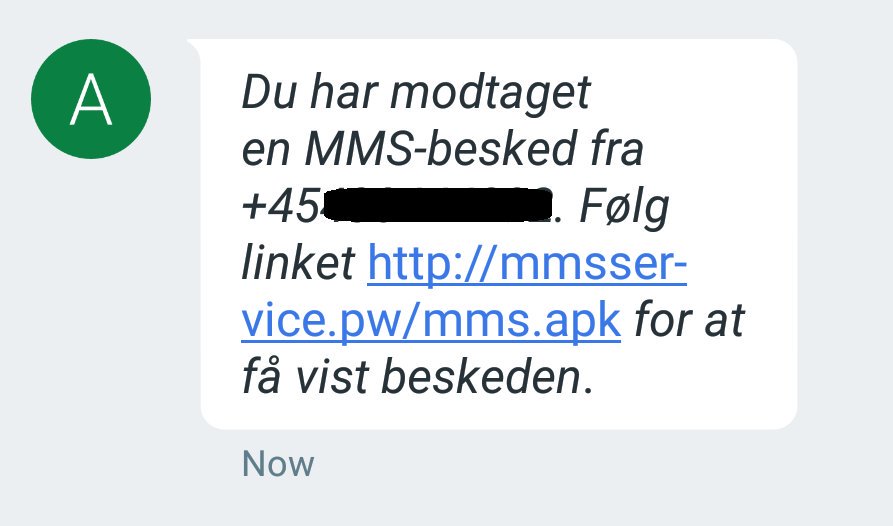 A
Du har modtaget
en MMS-besked fra
+45. Følg
linket http://mmsser-
vice.pw/mms.apk for at
få vist beskeden.
Now